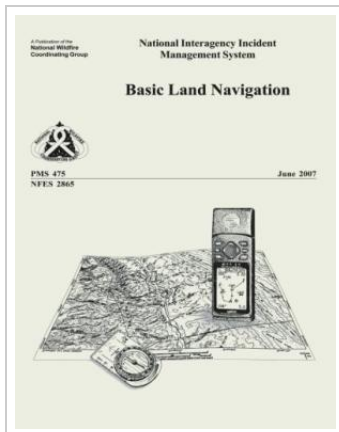 A Publication of the
National Wildfire
Coordinating Group
National Interagency Incident
Management System
Basic Land Navigation
PMS 475
June 2007
NFES 2865